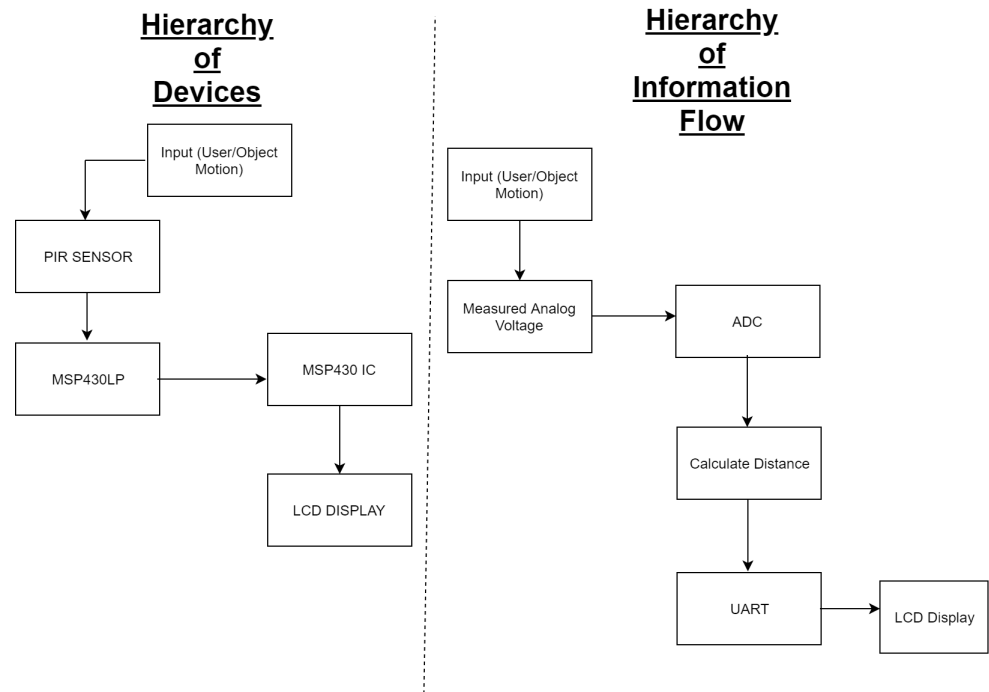 Hierarchy
of
Devices
Input (User/Object
Motion)
PIR SENSOR
MSP430LP
MSP430 IC
LCD DISPLAY
Hierarchy
of
Information
Flow
Input (User/Object
Motion)
Measured Analog
Voltage
ADC
Calculate Distance
UART
LCD Display